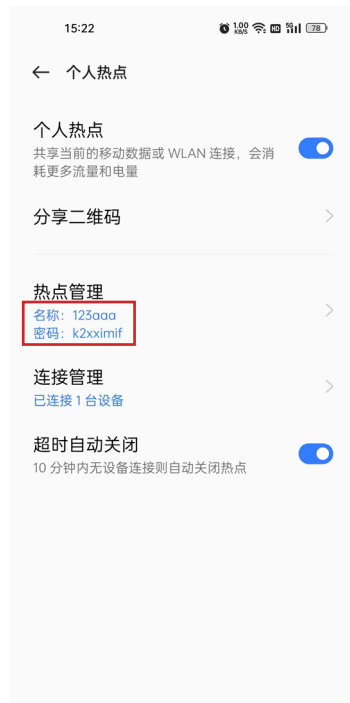 15:22
1.00 KB/S HD 5G 78
个人热点
个人热点
共享当前的移动数据或 WLAN 连接，会消
耗更多流量和电量
分享二维码
热点管理
名称：123aaa
密码：k2xximif
连接管理
已连接 1 台设备
超时自动关闭
10 分钟内无设备连接则自动关闭热点